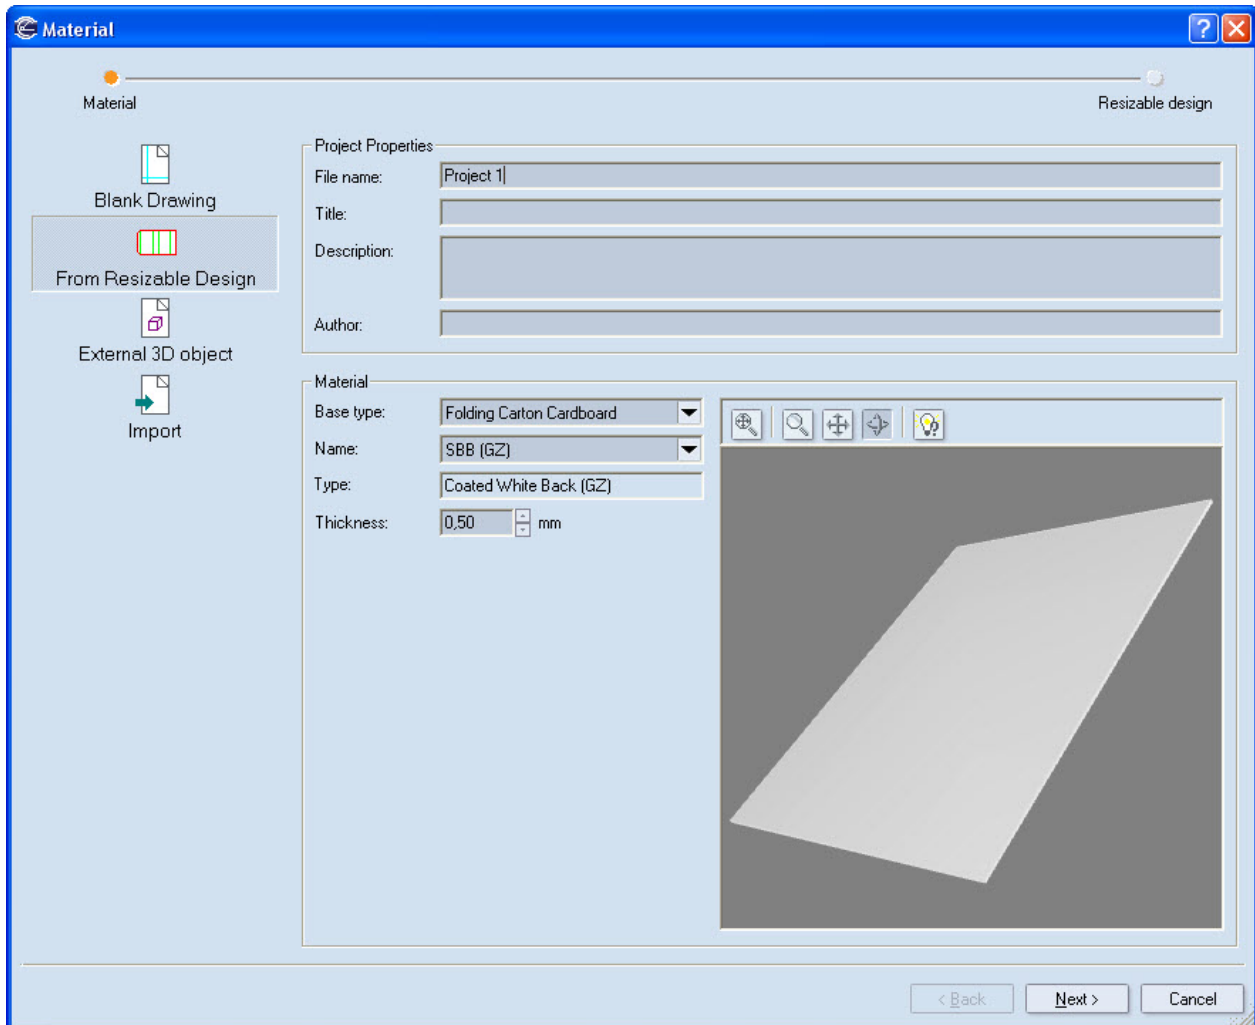 Material
Material
Resizable design
Blank Drawing
From Resizable Design
External 3D object
Import
Project Properties
File name: Project 1
Title:
Description:
Author:
Material
Base type: Folding Carton Cardboard
Name: SBB (GZ)
Type: Coated White Back (GZ)
Thickness: 0,50 mm
< Back
Next >
Cancel